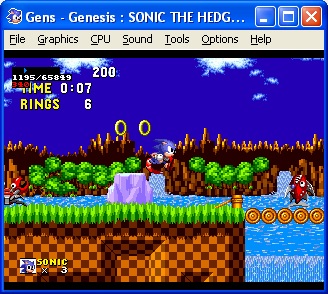 Gens - Genesis : SONIC THE HEDG...
File Graphics CPU Sound Tools Options Help
200
1195/65849
TIME 0:07
RINGS 6
SONIC
× 3